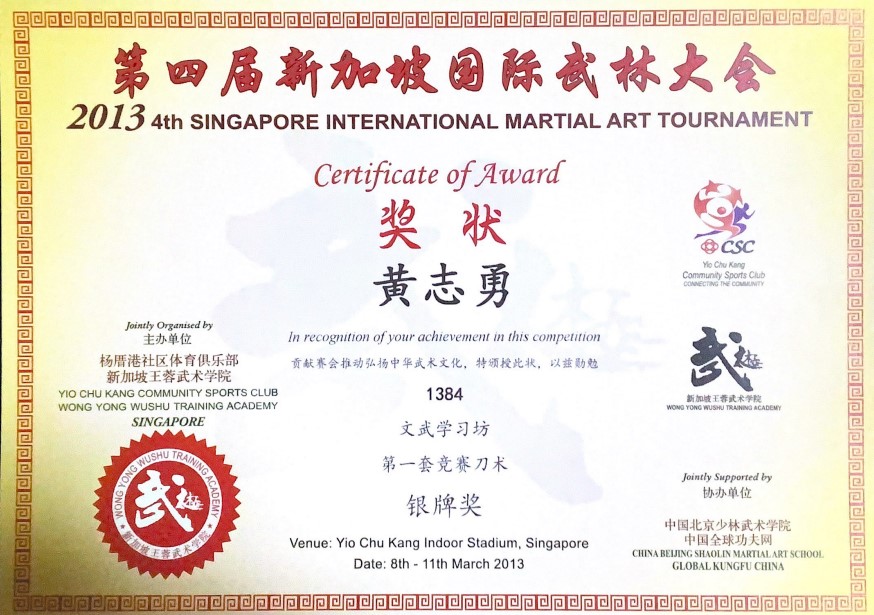 第四届新加坡国际武林大会
2013 4th SINGAPORE INTERNATIONAL MARTIAL ART TOURNAMENT
Certificate of Award
奖状
黄志勇
In recognition of your achievement in this competition
贡献赛会推动弘扬中华武术文化，特颁授此状，以兹勋勉
1384
文武学习坊
第一套竞赛刀术
银牌奖
Venue: Yio Chu Kang Indoor Stadium, Singapore
Date: 8th - 11th March 2013
Jointly Organised by
主办单位
杨厝港社区体育俱乐部
新加坡王蓉武术学院
YIO CHU KANG COMMUNITY SPORTS CLUB
WONG YONG WUSHU TRAINING ACADEMY
SINGAPORE
WONG YONG WUSHU TRAINING ACADEMY
武極
新加坡王蓉武术学院
CSC
Yio Chu Kang
Community Sports Club
CONNECTING THE COMMUNITY
武極
新加坡王蓉武术学院
WONG YONG WUSHU TRAINING ACADEMY
Jointly Supported by
协办单位
中国北京少林武术学院
中国全球功夫网
CHINA BEIJING SHAOLIN MARTIAL ART SCHOOL
GLOBAL KUNGFU CHINA